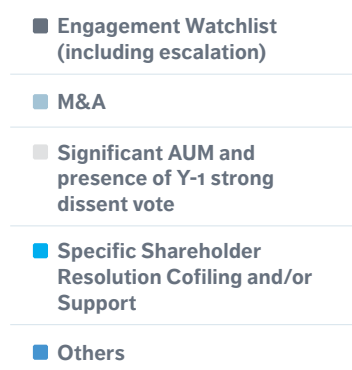 Engagement Watchlist
(including escalation)
M&A
Significant AUM and
presence of Y-1 strong
dissent vote
Specific Shareholder
Resolution Cofiling and/or
Support
Others